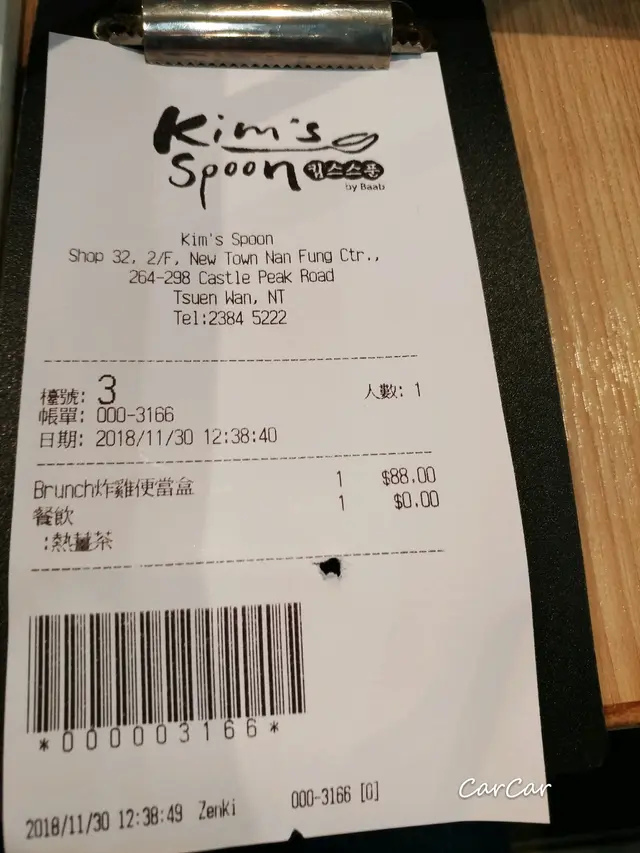 Kim's
Spoon 킴스스푼
by Baab
Kim's Spoon
Shop 32, 2/F, New Town Nan Fung Ctr.,
264-298 Castle Peak Road
Tsuen Wan, NT
Tel:2384 5222
檯號: 3 人數: 1
帳單: 000-3166
日期: 2018/11/30 12:38:40
Brunch炸雞便當盒 1 $88.00
餐飲 1 $0.00
:熱薑茶
*000003166*
2018/11/30 12:38:49 Zenki 000-3166 [0]
CarCar